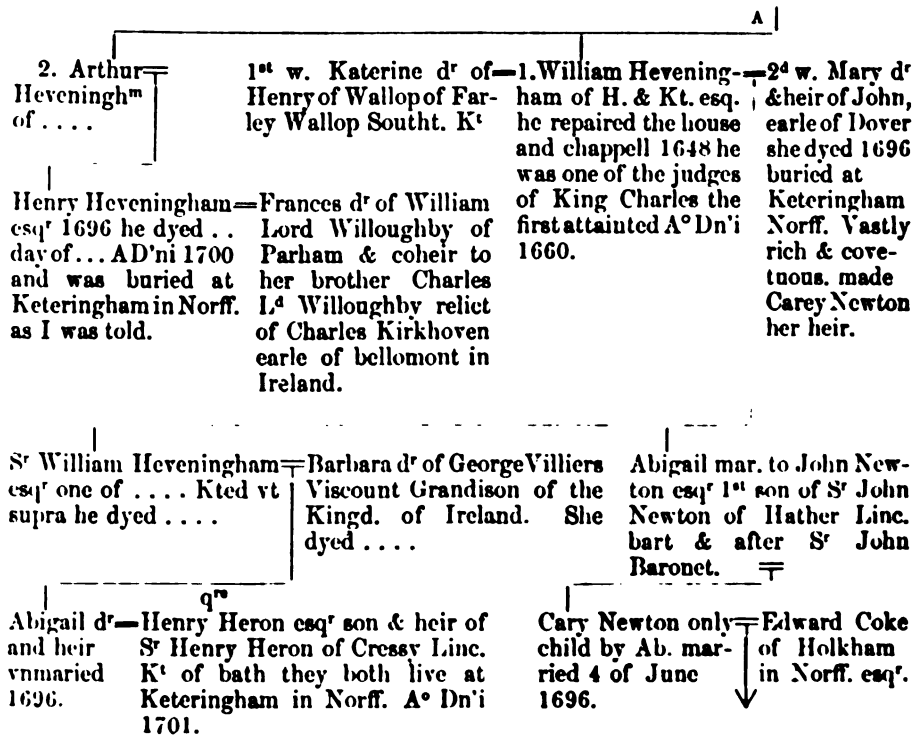 A
2. Arthur
Heveninghᵐ
of . . . .
1ˢᵗ w. Katerine dʳ of
Henry of Wallop of Far-
ley Wallop Southt. Kᵗ
1. William Hevening-
ham of H. & Kt. esq.
he repaired the house
and chappell 1648 he
was one of the judges
of King Charles the
first attainted Aº Dn'i
1660.
2ᵈ w. Mary dʳ
& heir of John,
earle of Dover
she dyed 1696
buried at
Keteringham
Norff. Vastly
rich & cove-
tuous. made
Carey Newton
her heir.
Henry Heveningham
esqʳ 1696 he dyed . .
day of . . . AD'ni 1700
and was buried at
Keteringham in Norff.
as I was told.
Frances dʳ of William
Lord Willoughby of
Parham & coheir to
her brother Charles
Lᵈ Willoughby relict
of Charles Kirkhoven
earle of bellomont in
Ireland.
Sʳ William Heveningham
esqʳ one of . . . . Kted vt
supra he dyed . . . .
Barbara dʳ of George Villiers
Viscount Grandison of the
Kingd. of Ireland. She
dyed . . . .
Abigail mar. to John New-
ton esqʳ 1ˢᵗ son of Sʳ John
Newton of Hather Linc.
bart & after Sʳ John
Baronet.
qʳᵉ
Abigail dʳ
and heir
vnmaried
1696.
Henry Heron esqʳ son & heir of
Sʳ Henry Heron of Cressy Linc.
Kᵗ of bath they both live at
Keteringham in Norff. Aº Dn'i
1701.
Cary Newton only
child by Ab. mar-
ried 4 of June
1696.
Edward Coke
of Holkham
in Norff. esqʳ.